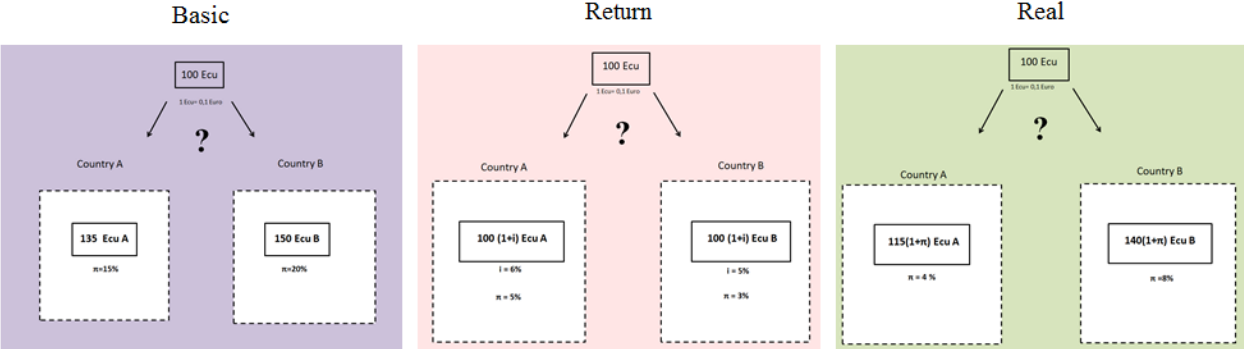 Basic
Return
Real
100 Ecu
1 Ecu= 0,1 Euro
?
Country A
Country B
135 Ecu A
150 Ecu B
π=15%
π=20%
100 Ecu
1 Ecu= 0,1 Euro
?
Country A
Country B
100 (1+i) Ecu A
100 (1+i) Ecu B
i = 6%
i = 5%
π = 5%
π = 3%
100 Ecu
1 Ecu= 0,1 Euro
?
Country A
Country B
115(1+π) Ecu A
140(1+π) Ecu B
π = 4 %
π =8%